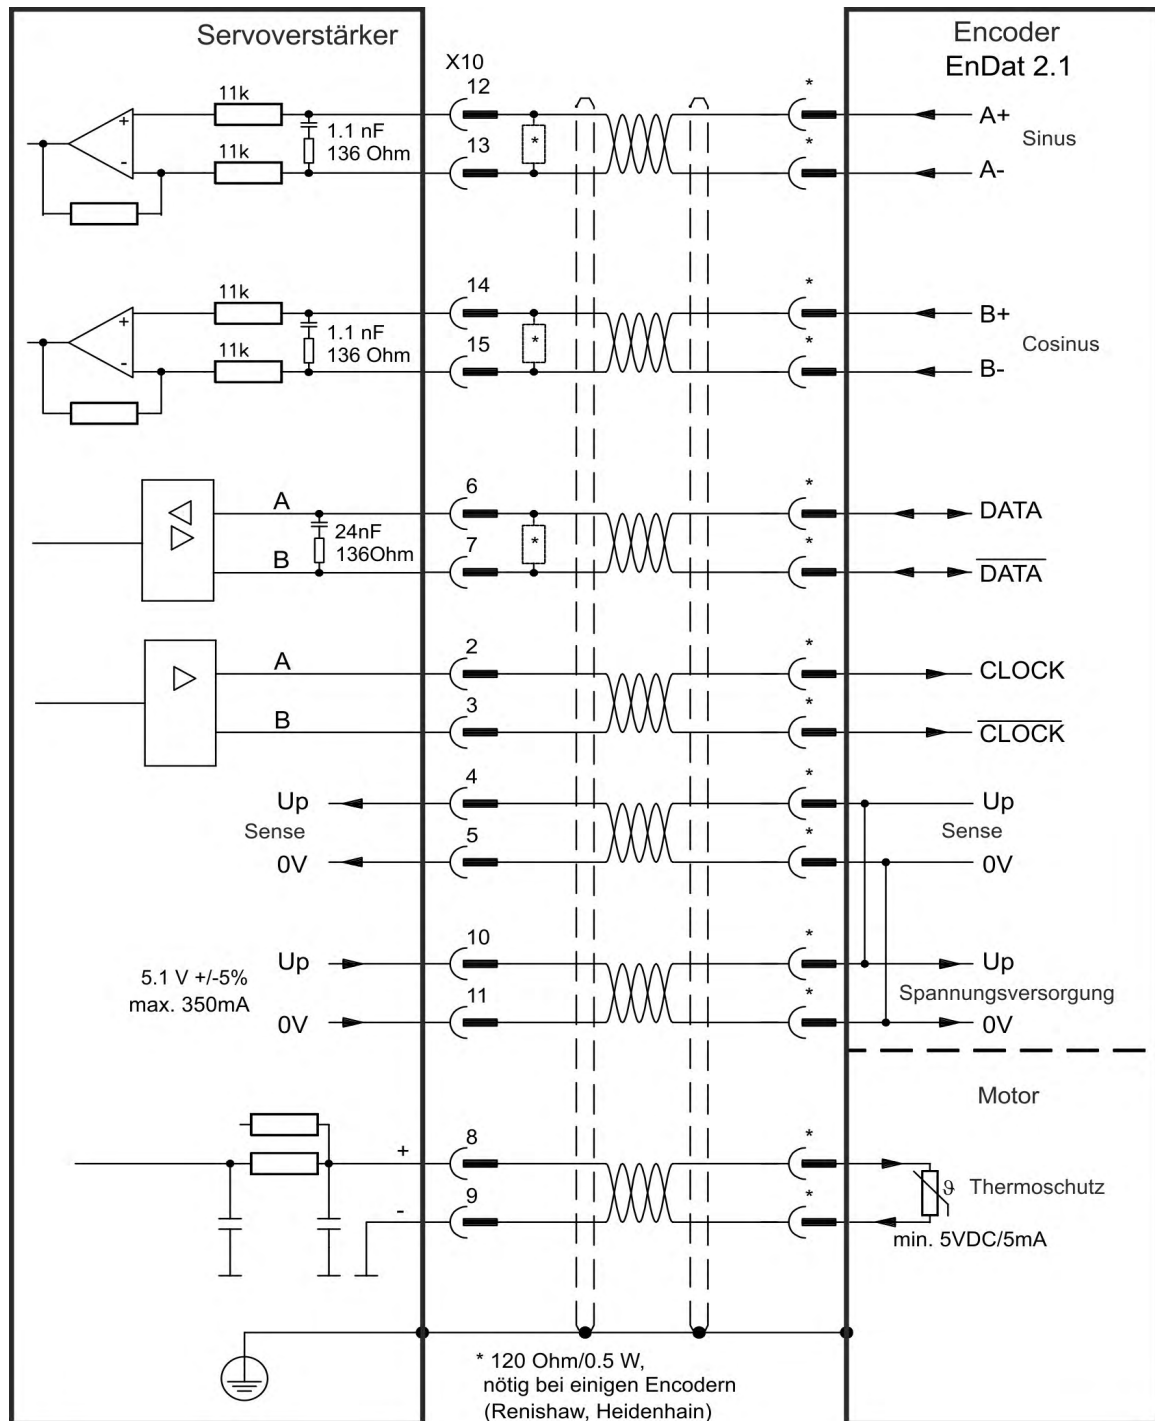 Servoverstärker
Encoder
EnDat 2.1
X10
12
*
11k
+
1.1 nF
136 Ohm
*
A+
Sinus
13
*
11k
-
A-
14
*
11k
+
1.1 nF
136 Ohm
*
B+
Cosinus
15
*
11k
-
B-
6
*
A
24nF
136Ohm
*
DATA
7
*
B
DATA
2
*
A
CLOCK
3
*
B
CLOCK
4
*
Up
Up
Sense
Sense
5
*
0V
0V
10
*
Up
Up
5.1 V +/-5%
max. 350mA
Spannungsversorgung
11
*
0V
0V
Motor
8
*
+
9
*
-
ϑ
Thermoschutz
min. 5VDC/5mA
* 120 Ohm/0.5 W,
nötig bei einigen Encodern
(Renishaw, Heidenhain)